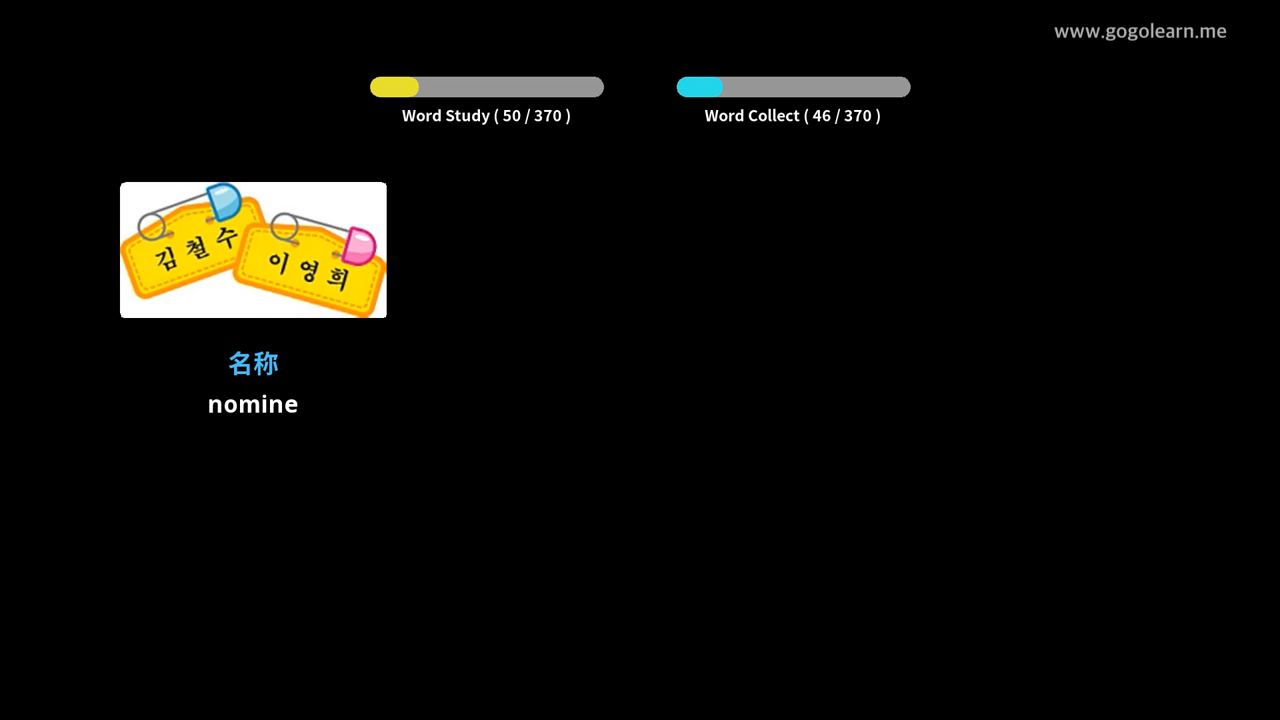 www.gogolearn.me
Word Study ( 50 / 370 )
Word Collect ( 46 / 370 )
김철수
이영희
名称
nomine